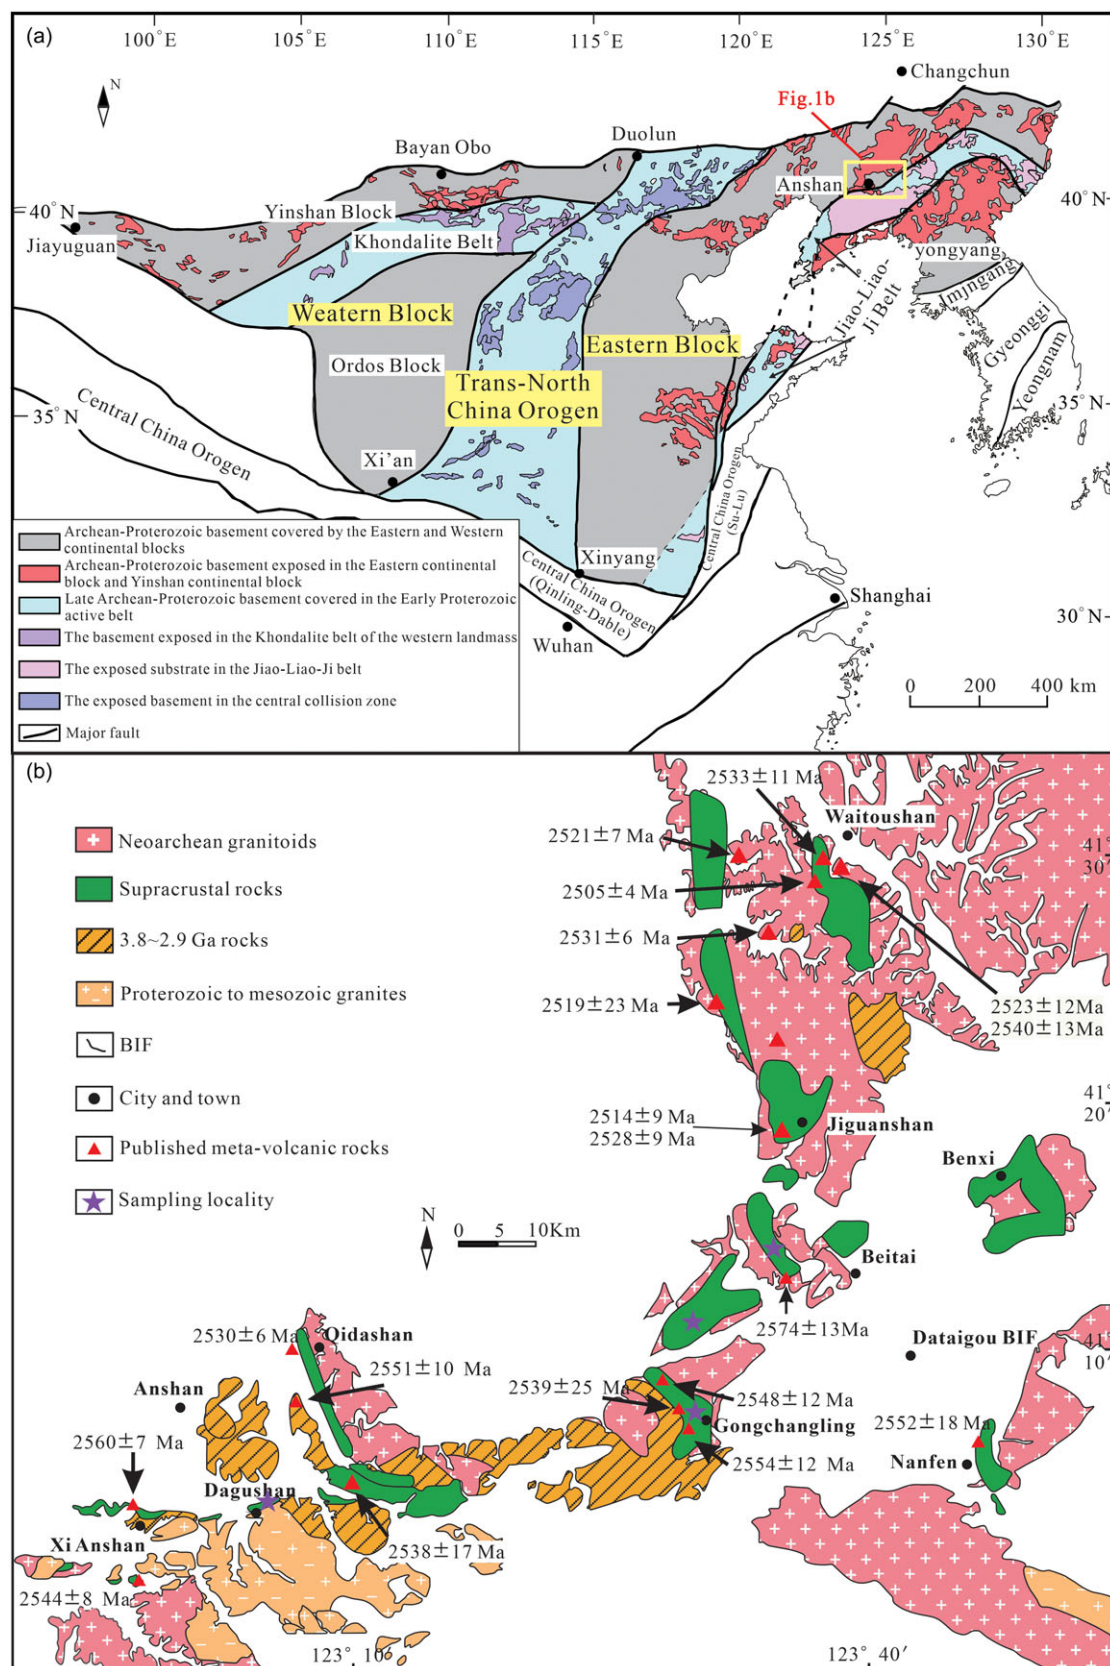 (a)
100°E
105°E
110°E
115°E
120°E
125°E
130°E
N
Changchun
Fig.1b
Duolun
Bayan Obo
Anshan
40°N
40°N
Yinshan Block
Jiayuguan
Khondalite Belt
yongyang
Imjngang
Jiao-Liao-
Ji Belt
Weatern Block
Eastern Block
Gyeonggi
Ordos Block
Trans-North
China Orogen
Yeongnam
35°N
35°N
Central China Orogen
Xi'an
Central China Orogen
(Su-Lu)
Archean-Proterozoic basement covered by the Eastern and Western
continental blocks
Archean-Proterozoic basement exposed in the Eastern continental
block and Yinshan continental block
Late Archean-Proterozoic basement covered in the Early Proterozoic
active belt
The basement exposed in the Khondalite belt of the western landmass
The exposed substrate in the Jiao-Liao-Ji belt
The exposed basement in the central collision zone
Major fault
Xinyang
Central China Orogen
(Qinling-Dable)
Wuhan
Shanghai
30°N
0 200 400 km
(b)
2533±11 Ma
Waitoushan
2521±7 Ma
41°
30′
Neoarchean granitoids
Supracrustal rocks
2505±4 Ma
3.8~2.9 Ga rocks
2531±6 Ma
Proterozoic to mesozoic granites
2519±23 Ma
2523±12Ma
2540±13Ma
BIF
City and town
41°
20′
2514±9 Ma
2528±9 Ma
Jiguanshan
Published meta-volcanic rocks
Benxi
Sampling locality
N
0 5 10Km
Beitai
2574±13Ma
2530±6 Ma
Qidashan
Dataigou BIF
41°
10′
2551±10 Ma
2539±25 Ma
2548±12 Ma
Anshan
Gongchangling
2552±18 Ma
2560±7 Ma
2554±12 Ma
Nanfen
Dagushan
Xi Anshan
2538±17 Ma
2544±8 Ma
123° 10′
123° 40′